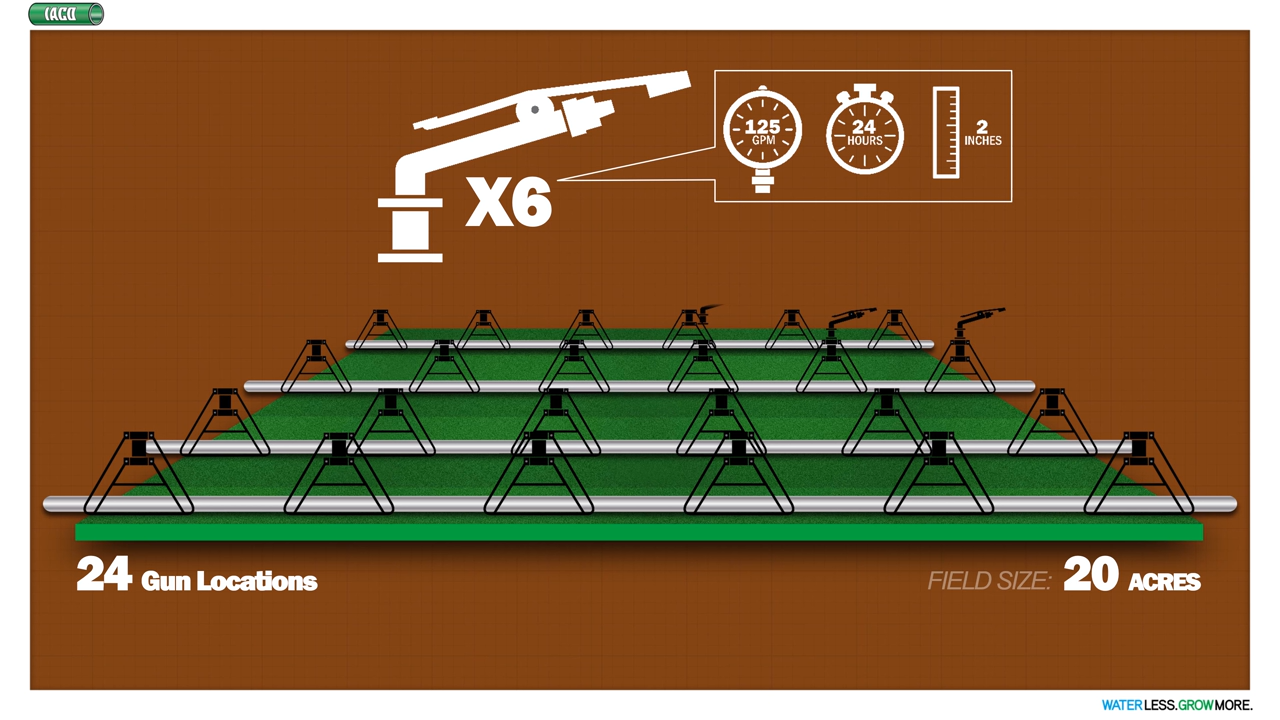 IACO
X6
125
GPM
24
HOURS
2
INCHES
24 Gun Locations
FIELD SIZE: 20 ACRES
WATER LESS. GROW MORE.